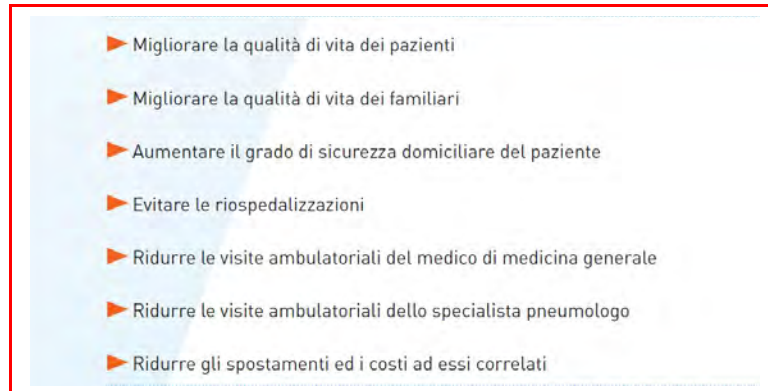 Migliorare la qualità di vita dei pazienti
Migliorare la qualità di vita dei familiari
Aumentare il grado di sicurezza domiciliare del paziente
Evitare le riospedalizzazioni
Ridurre le visite ambulatoriali del medico di medicina generale
Ridurre le visite ambulatoriali dello specialista pneumologo
Ridurre gli spostamenti ed i costi ad essi correlati